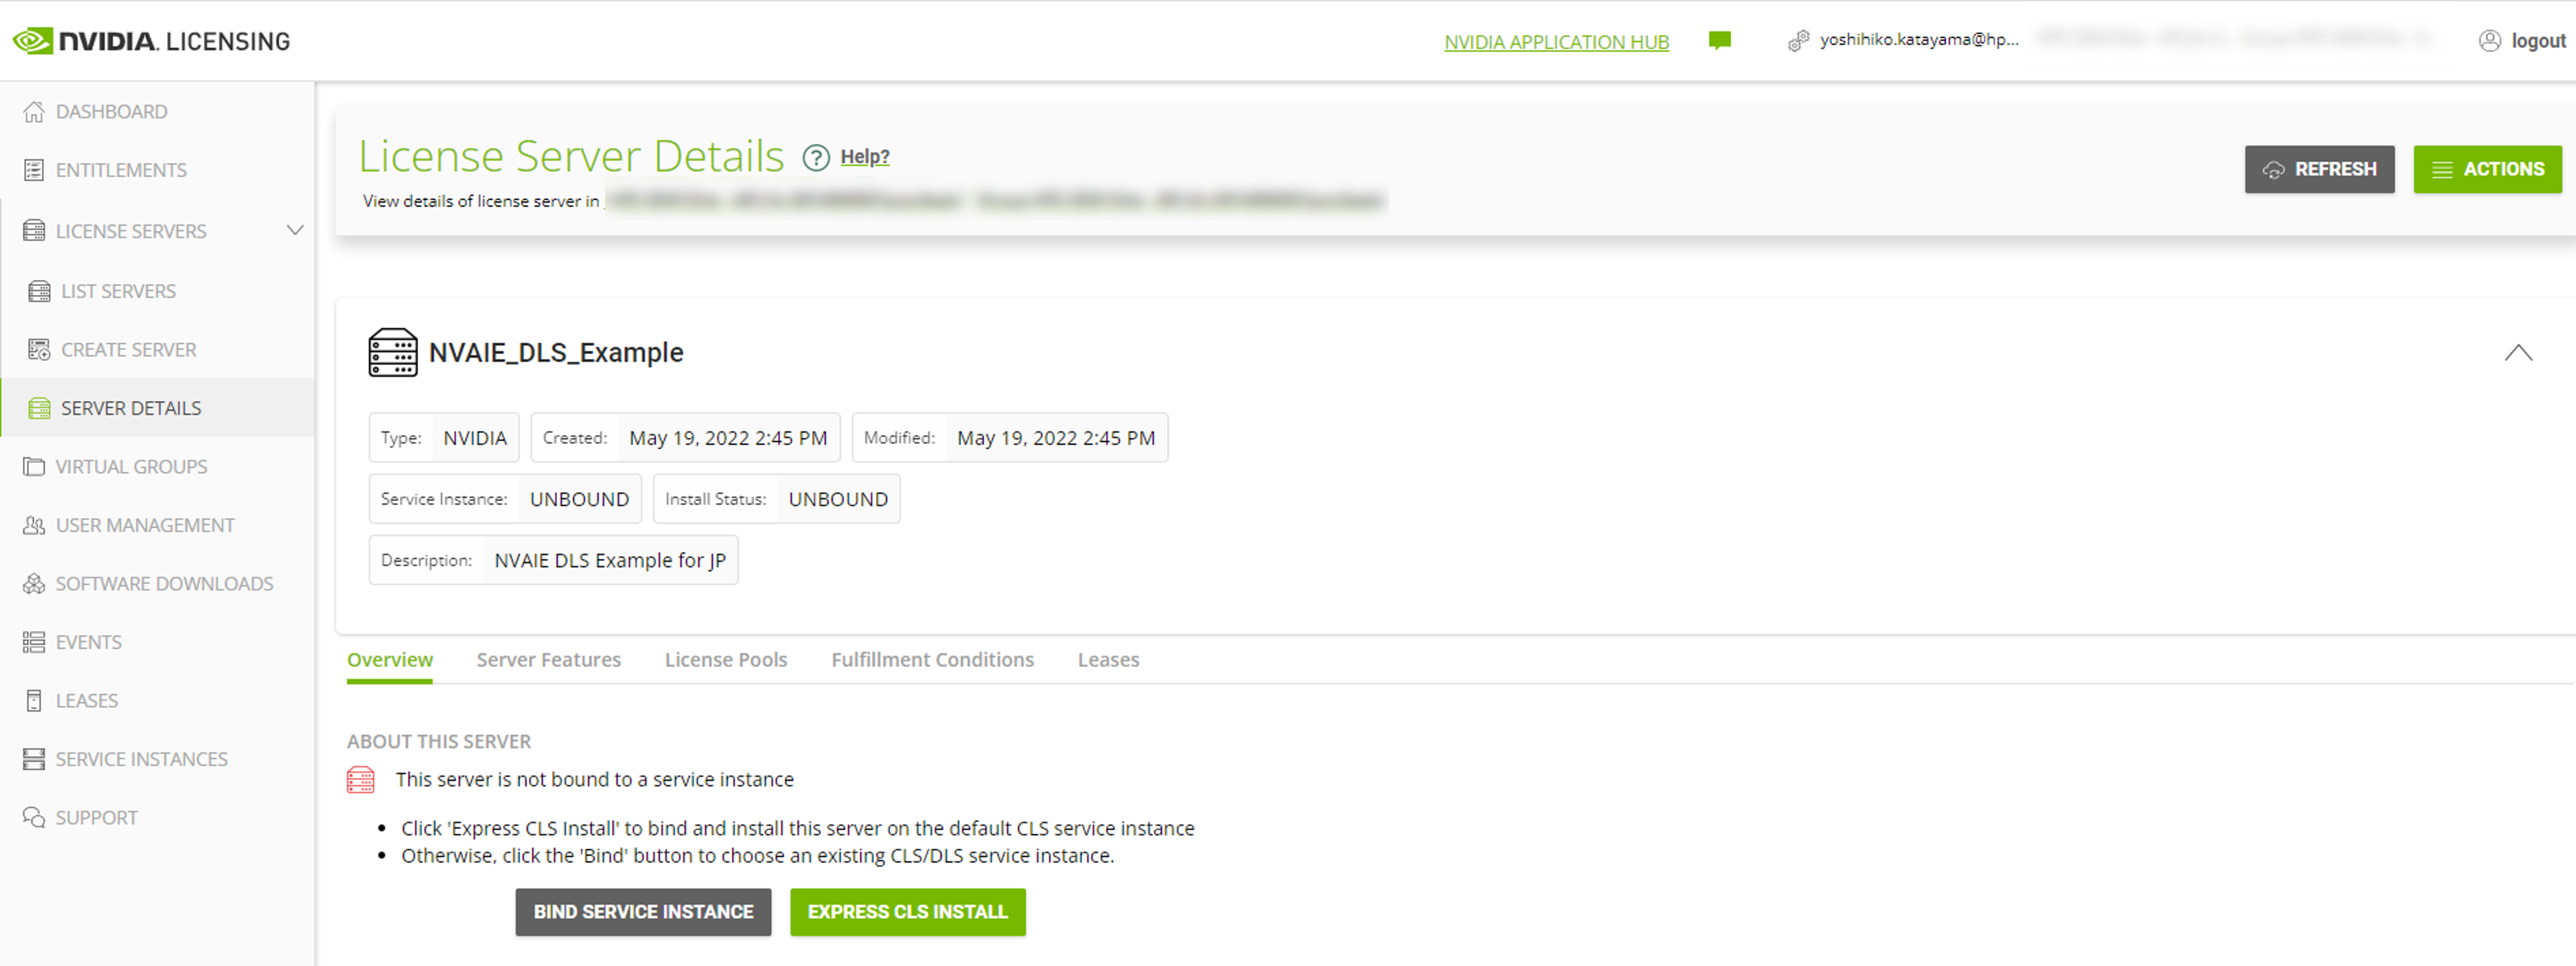 NVIDIA. LICENSING
NVIDIA APPLICATION HUB
yoshihiko.katayama@hp...
logout
DASHBOARD
ENTITLEMENTS
LICENSE SERVERS
LIST SERVERS
CREATE SERVER
SERVER DETAILS
VIRTUAL GROUPS
USER MANAGEMENT
SOFTWARE DOWNLOADS
EVENTS
LEASES
SERVICE INSTANCES
SUPPORT
License Server Details ? Help?
View details of license server in
REFRESH
ACTIONS
NVAIE_DLS_Example
Type: NVIDIA Created: May 19, 2022 2:45 PM Modified: May 19, 2022 2:45 PM
Service Instance: UNBOUND Install Status: UNBOUND
Description: NVAIE DLS Example for JP
Overview Server Features License Pools Fulfillment Conditions Leases
ABOUT THIS SERVER
This server is not bound to a service instance
• Click 'Express CLS Install' to bind and install this server on the default CLS service instance
• Otherwise, click the 'Bind' button to choose an existing CLS/DLS service instance.
BIND SERVICE INSTANCE EXPRESS CLS INSTALL